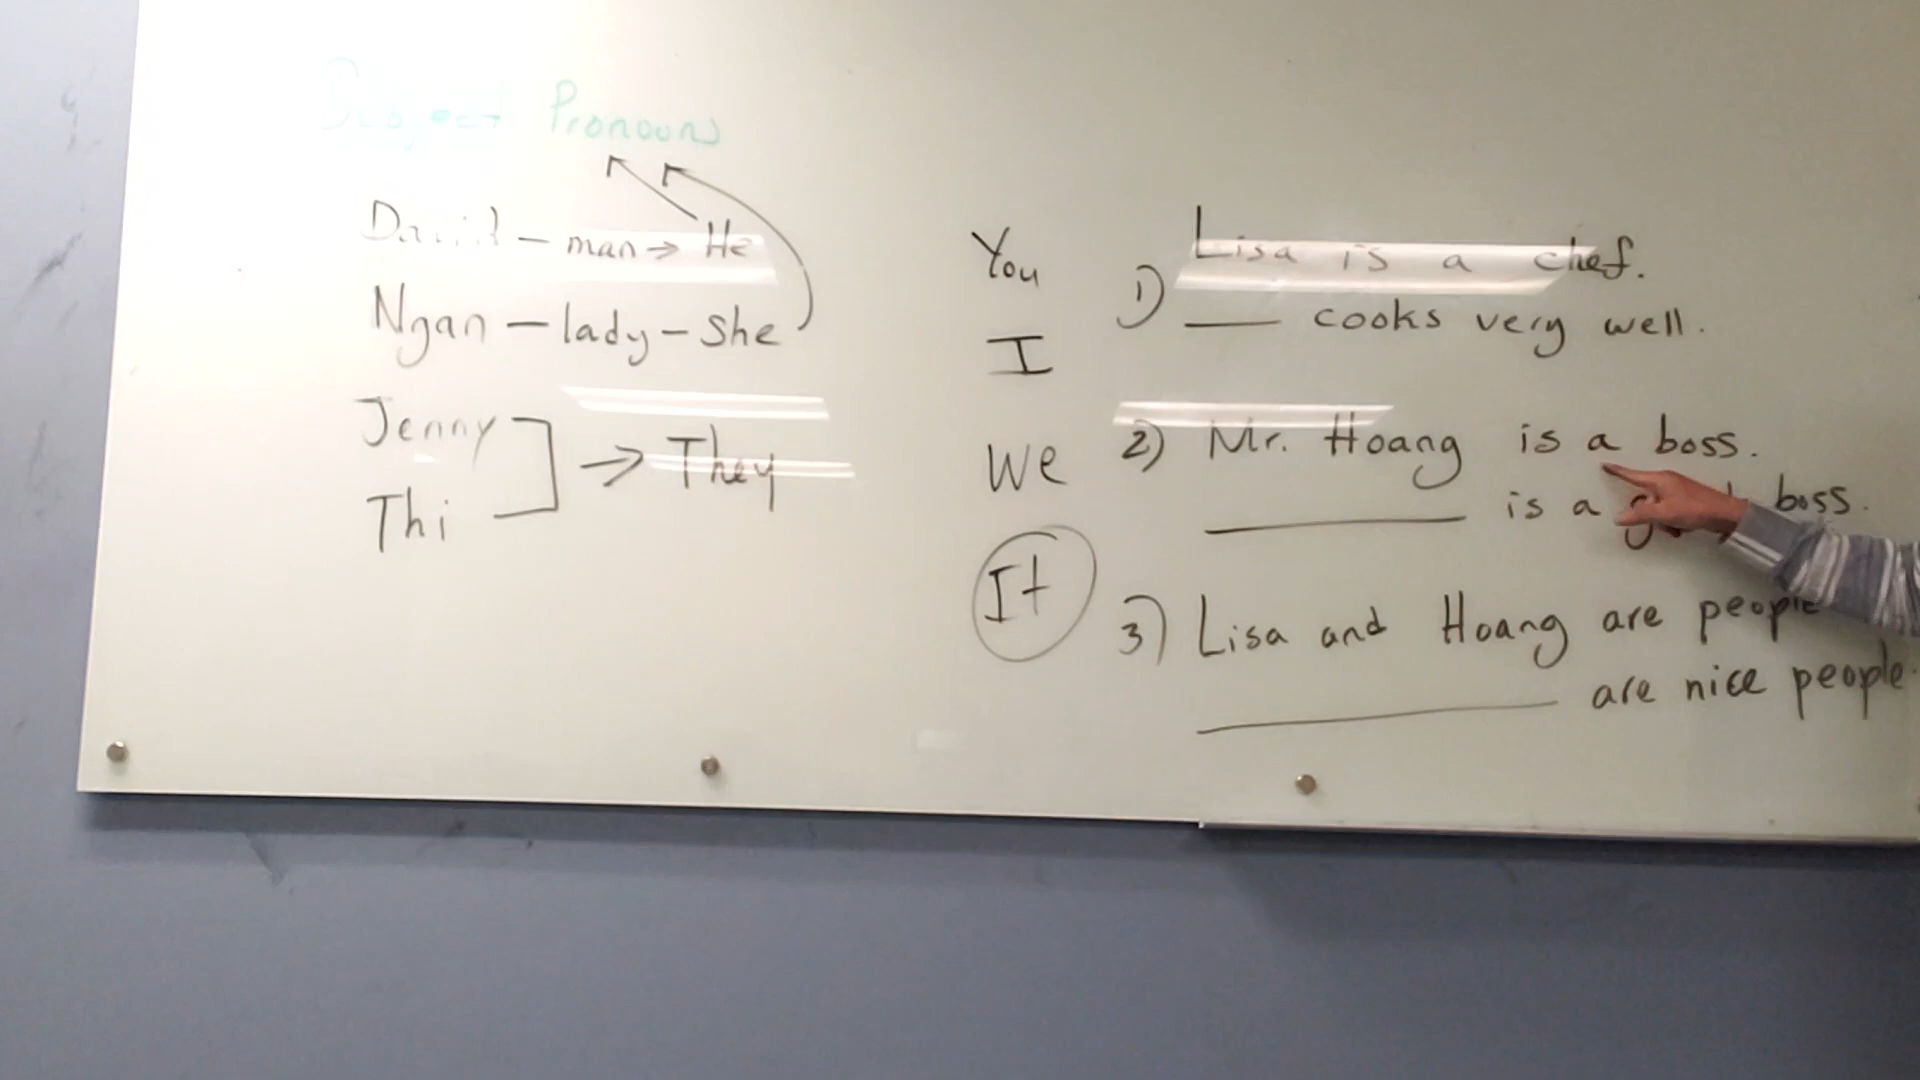 Subject Pronouns
David - man → He
Ngan - lady - she
Jenny
Thi
→ They
You
I
We
It
Lisa is a chef.
1) ___ cooks very well.
2) Mr. Hoang is a boss.
___ is a boss.
3) Lisa and Hoang are people
___ are nice people.